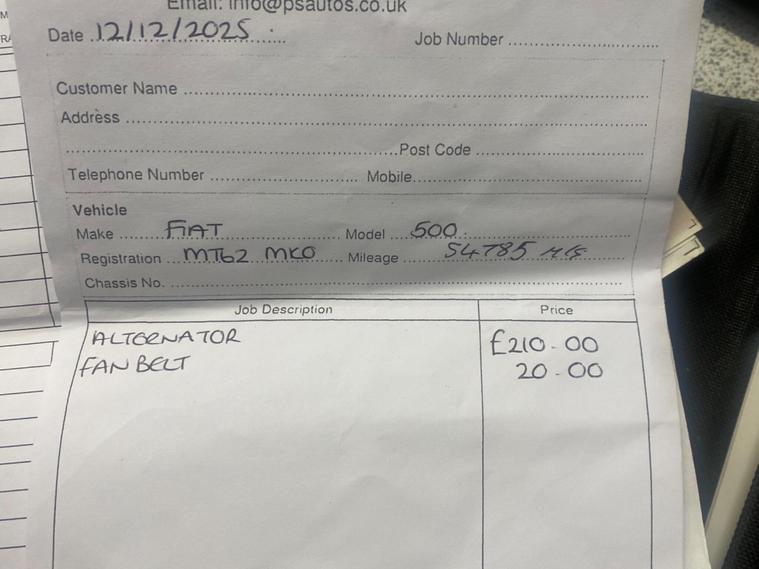 Email: info@psautos.co.uk
Date 12/12/2025 Job Number
Customer Name
Address
Post Code
Telephone Number Mobile
Vehicle
Make FIAT Model 500
Registration MT62 MKO Mileage 54785 Mls
Chassis No.
Job Description Price
ALTERNATOR £210-00
FAN BELT 20-00